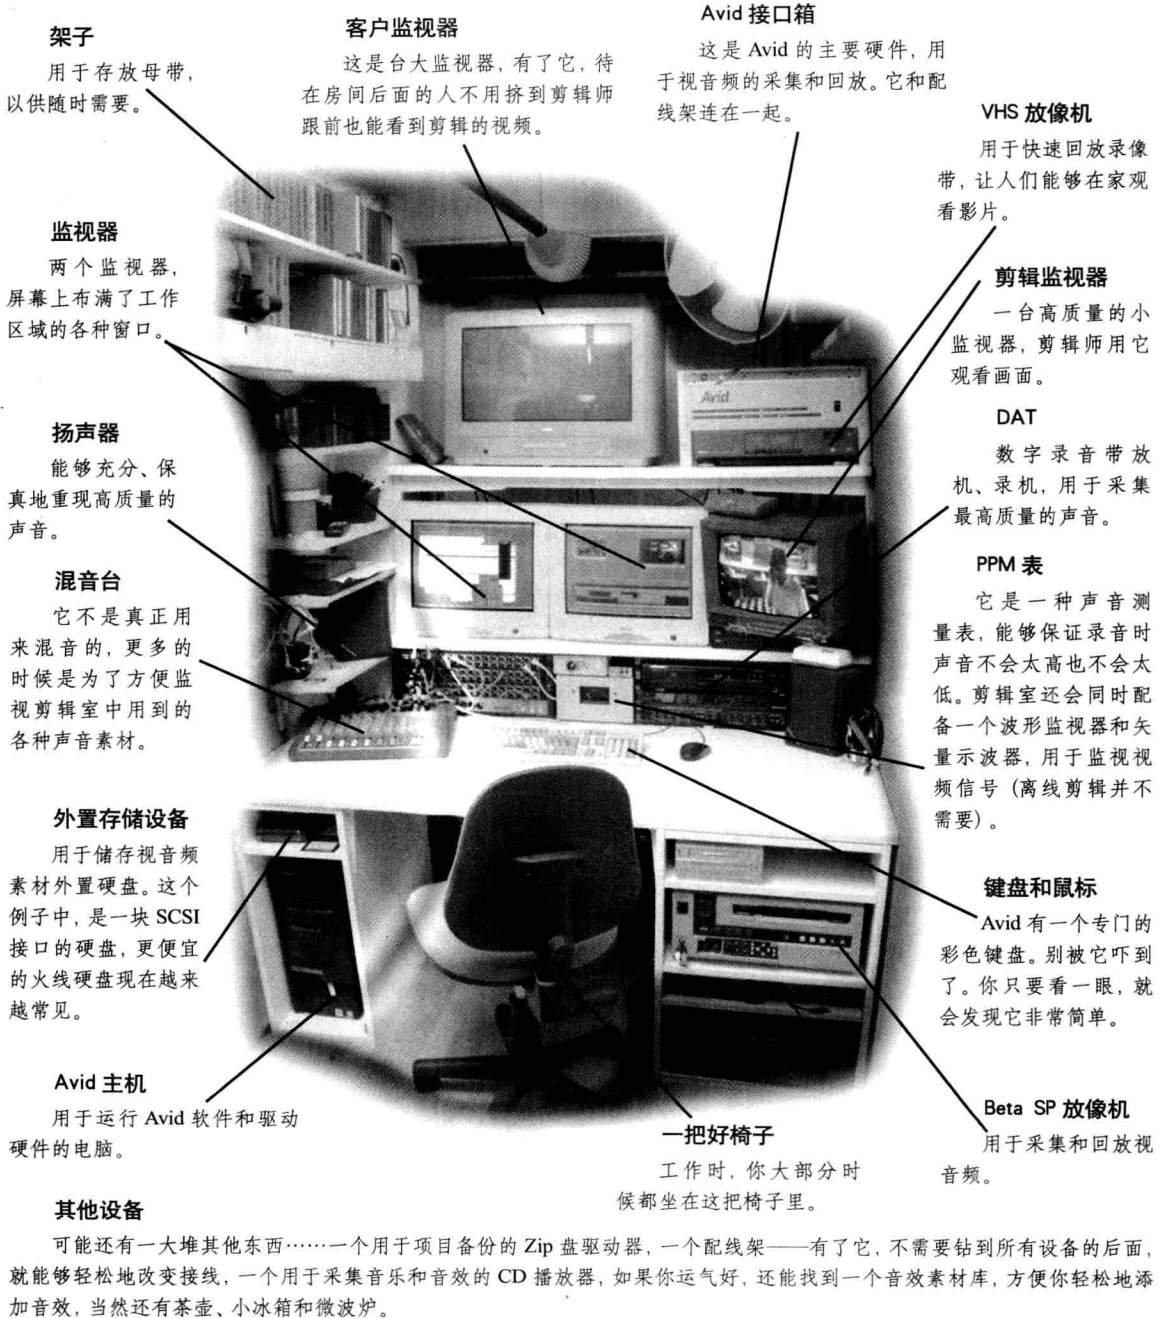 架子
用于存放母带，
以供随时需要。
客户监视器
这是台大监视器，有了它，待
在房间后面的人不用挤到剪辑师
跟前也能看到剪辑的视频。
Avid 接口箱
这是 Avid 的主要硬件，用
于视音频的采集和回放。它和配
线架连在一起。
VHS 放像机
用于快速回放录像
带，让人们能够在家观
看影片。
监视器
两个监视器，
屏幕上布满了工作
区域的各种窗口。
剪辑监视器
一台高质量的小
监视器，剪辑师用它
观看画面。
Avid
扬声器
能够充分、保
真地重现高质量的
声音。
DAT
数字录音带放
机、录机，用于采集
最高质量的声音。
混音台
它不是真正用
来混音的，更多的
时候是为了方便监
视剪辑室中用到的
各种声音素材。
PPM 表
它是一种声音测
量表，能够保证录音时
声音不会太高也不会太
低。剪辑室还会同时配
备一个波形监视器和矢
量示波器，用于监视视
频信号（离线剪辑并不
需要）。
外置存储设备
用于储存视音频
素材外置硬盘。这个
例子中，是一块 SCSI
接口的硬盘，更便宜
的火线硬盘现在越来
越常见。
键盘和鼠标
Avid 有一个专门的
彩色键盘。别被它吓到
了。你只要看一眼，就
会发现它非常简单。
Avid 主机
用于运行 Avid 软件和驱动
硬件的电脑。
一把好椅子
工作时，你大部分时
候都坐在这把椅子里。
Beta SP 放像机
用于采集和回放视
音频。
其他设备
可能还有一大堆其他东西……一个用于项目备份的 Zip 盘驱动器，一个配线架——有了它，不需要钻到所有设备的后面，
就能够轻松地改变接线，一个用于采集音乐和音效的 CD 播放器，如果你运气好，还能找到一个音效素材库，方便你轻松地添
加音效，当然还有茶壶、小冰箱和微波炉。